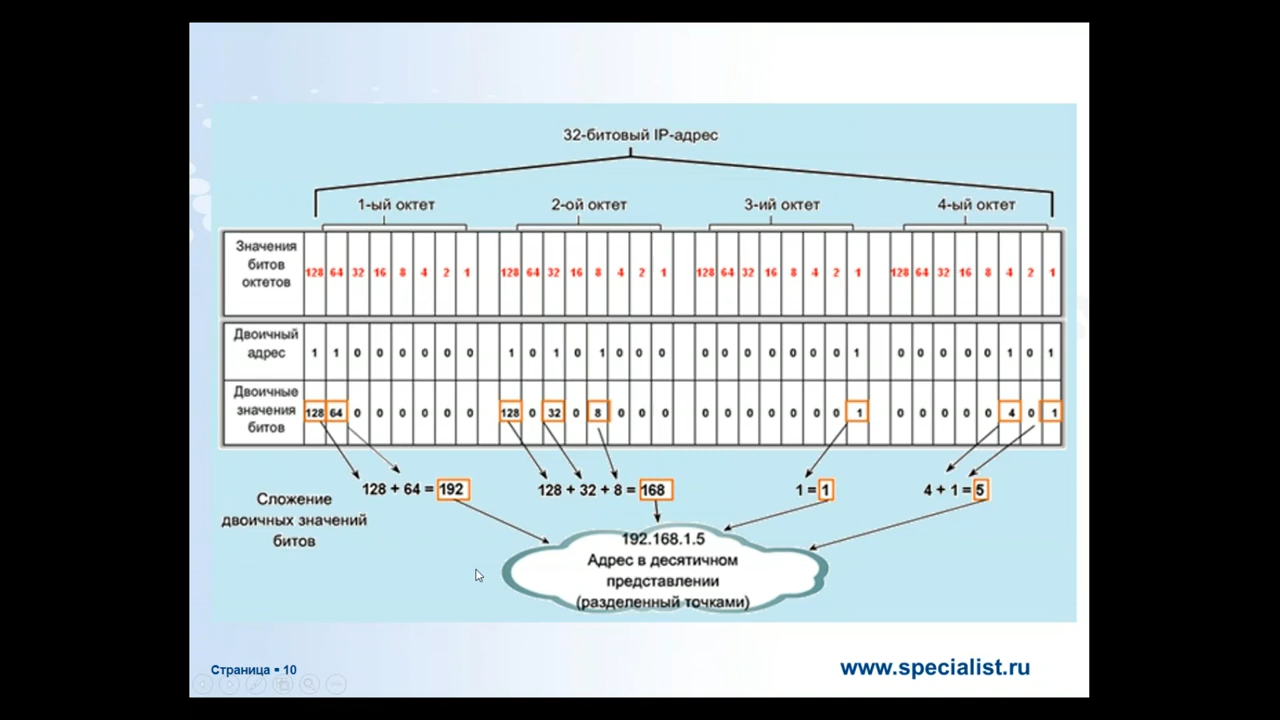 32-битовый IP-адрес
1-ый октет 2-ой октет 3-ий октет 4-ый октет
Значения
битов
октетов
128 64 32 16 8 4 2 1 128 64 32 16 8 4 2 1 128 64 32 16 8 4 2 1 128 64 32 16 8 4 2 1
Двоичный
адрес
1 1 0 0 0 0 0 0 1 0 1 0 1 0 0 0 0 0 0 0 0 0 0 1 0 0 0 0 0 1 0 1
Двоичные
значения
битов
128 64 0 0 0 0 0 0 128 0 32 0 8 0 0 0 0 0 0 0 0 0 0 1 0 0 0 0 0 4 0 1
128 + 64 = 192 128 + 32 + 8 = 168 1 = 1 4 + 1 = 5
Сложение
двоичных значений
битов
192.168.1.5
Адрес в десятичном
представлении
(разделенный точками)
Страница ▪ 10
www.specialist.ru